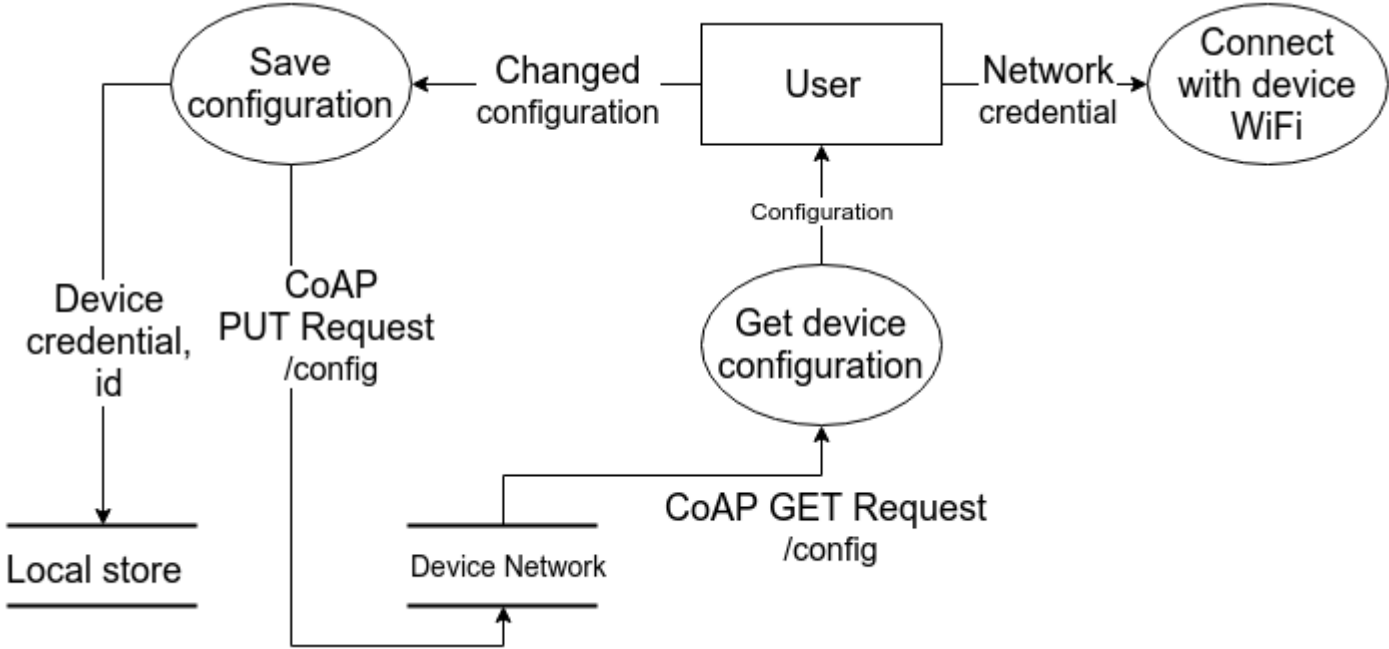 Save
configuration
Changed
configuration
User
Network
credential
Connect
with device
WiFi
Configuration
Device
credential,
id
CoAP
PUT Request
/config
Get device
configuration
CoAP GET Request
/config
Local store
Device Network